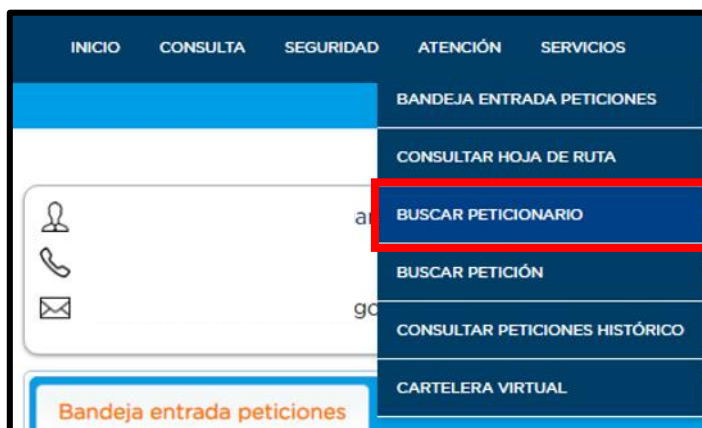 INICIO CONSULTA SEGURIDAD ATENCIÓN SERVICIOS
BANDEJA ENTRADA PETICIONES
CONSULTAR HOJA DE RUTA
BUSCAR PETICIONARIO
BUSCAR PETICIÓN
CONSULTAR PETICIONES HISTÓRICO
CARTELERA VIRTUAL
go
Bandeja entrada peticiones